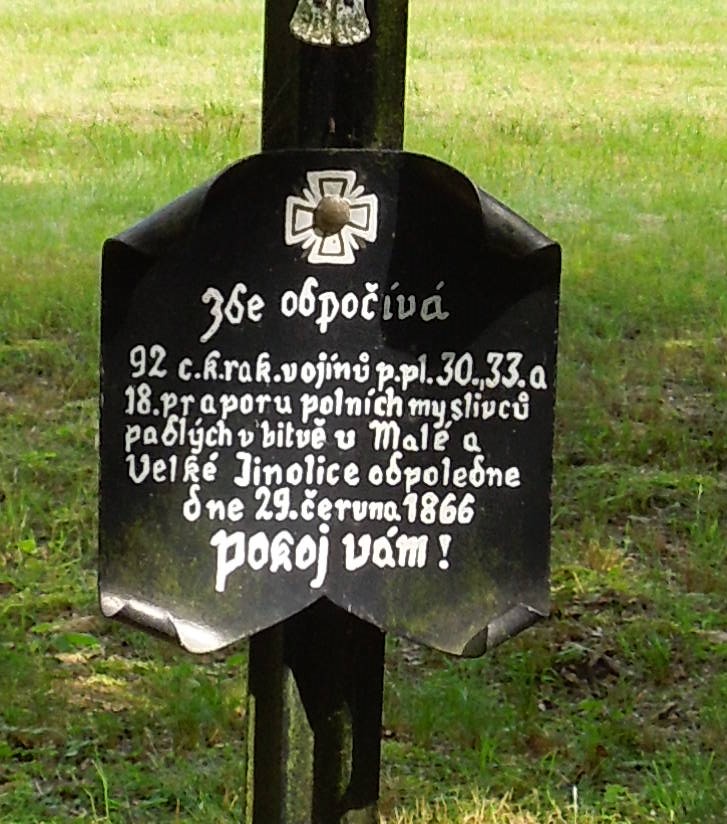 Zde odpočívá
92 c.k.rak.vojínů p.pl.30.,33.a
18.praporu polních myslivců
padlých v bitvě u Malé a
Velké Jinolice odpoledne
dne 29.června 1866
pokoj vám!